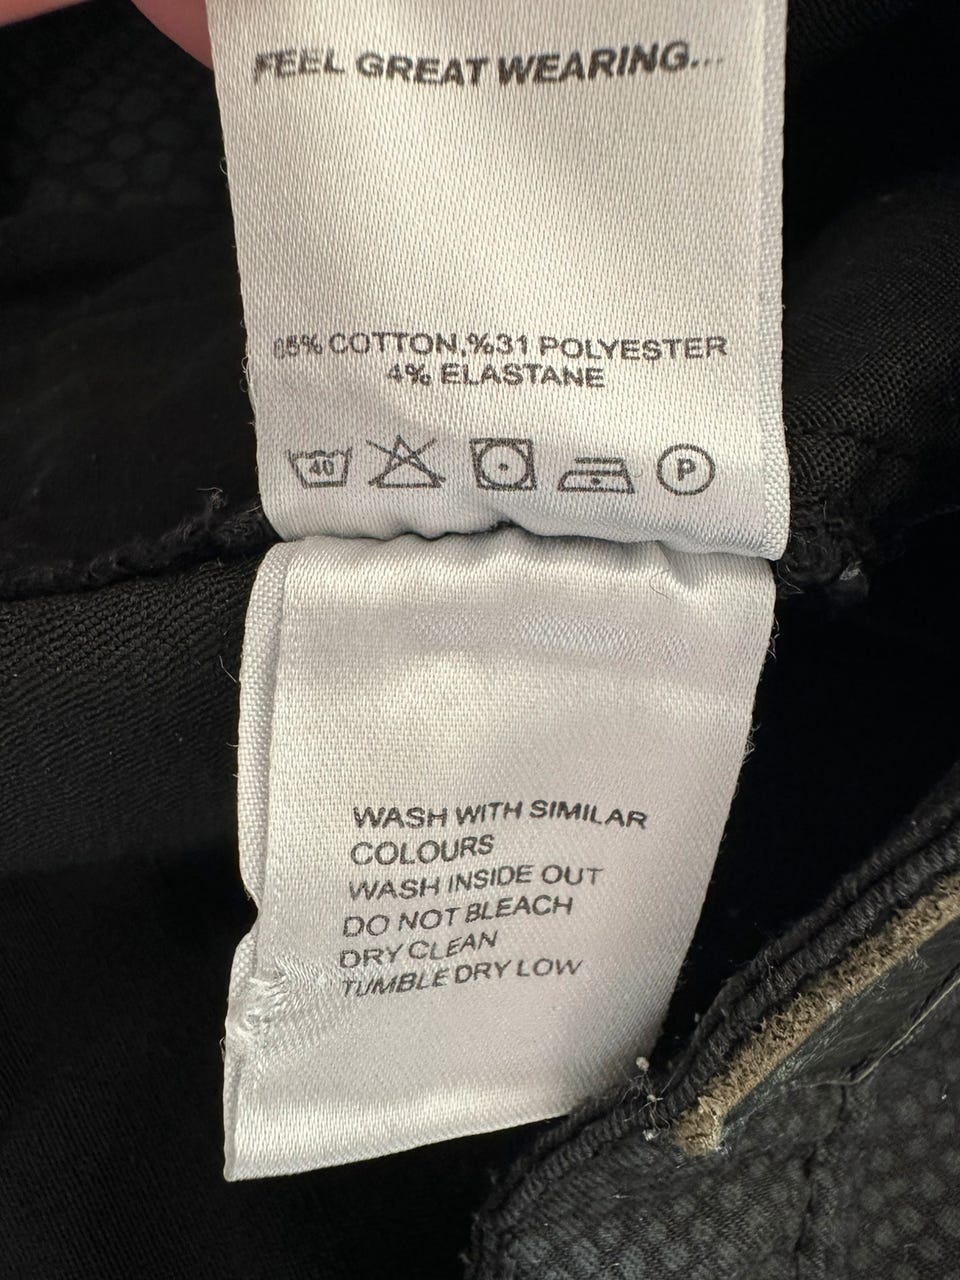 FEEL GREAT WEARING...
65% COTTON,%31 POLYESTER
4% ELASTANE
40
P
WASH WITH SIMILAR
COLOURS
WASH INSIDE OUT
DO NOT BLEACH
DRY CLEAN
TUMBLE DRY LOW